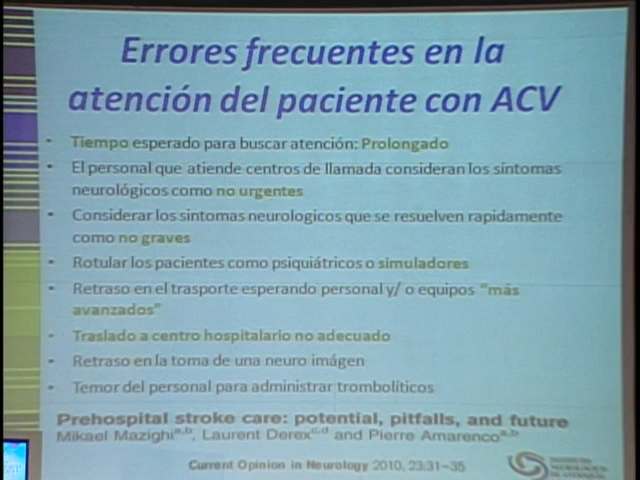 Errores frecuentes en la
atención del paciente con ACV
• Tiempo esperado para buscar atención: Prolongado
• El personal que atiende centros de llamada consideran los síntomas
neurológicos como no urgentes
• Considerar los sintomas neurologicos que se resuelven rapidamente
como no graves
• Rotular los pacientes como psiquiátricos o simuladores
• Retraso en el trasporte esperando personal y/ o equipos "más
avanzados"
• Traslado a centro hospitalario no adecuado
• Retraso en la toma de una neuro imágen
• Temor del personal para administrar trombolíticos
Prehospital stroke care: potential, pitfalls, and future
Mikael Mazighi a,b, Laurent Derex c,d and Pierre Amarenco a,b
Current Opinion in Neurology 2010, 23:31–35
INSTITUTO
NEUROLÓGICO
DE ANTIOQUIA